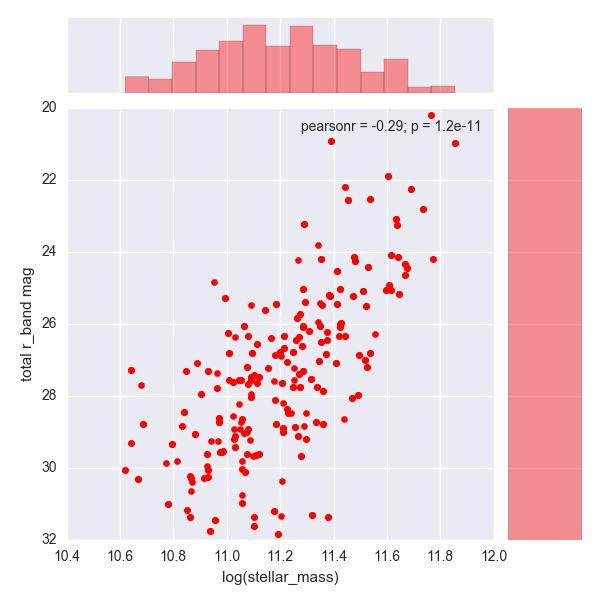 20
pearsonr = -0.29; p = 1.2e-11
22
24
total r_band mag
26
28
30
32
10.4 10.6 10.8 11.0 11.2 11.4 11.6 11.8 12.0
log(stellar_mass)